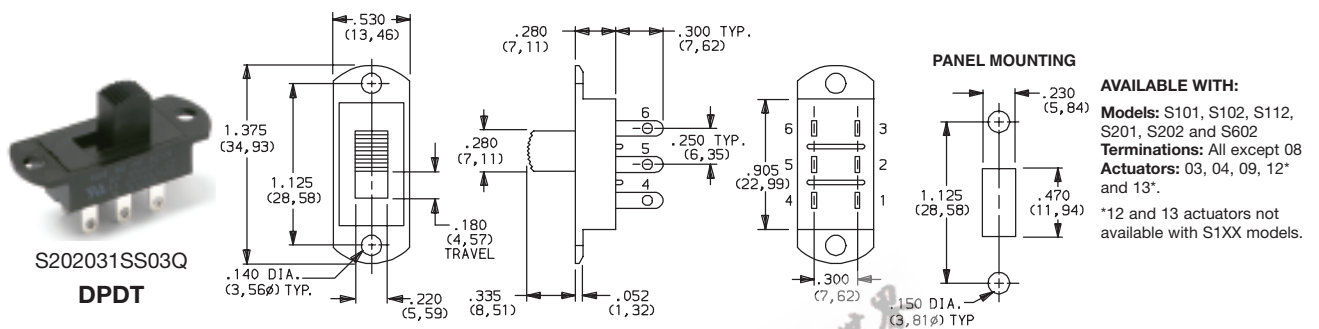 S202031SS03Q
DPDT
.530
(13,46)
1.375
(34,93)
1.125
(28,58)
.180
(4,57)
TRAVEL
.140 DIA.
(3,56ø) TYP.
.220
(5,59)
.280
(7,11)
.300 TYP.
(7,62)
.280
(7,11)
6
5
4
.250 TYP.
(6,35)
.335
(8,51)
.052
(1,32)
6 3
5 2
4 1
.905
(22,99)
.300
(7,62)
PANEL MOUNTING
.230
(5,84)
1.125
(28,58)
.470
(11,94)
.150 DIA.
(3,81ø) TYP
AVAILABLE WITH:
Models: S101, S102, S112,
S201, S202 and S602
Terminations: All except 08
Actuators: 03, 04, 09, 12*
and 13*.
*12 and 13 actuators not
available with S1XX models.